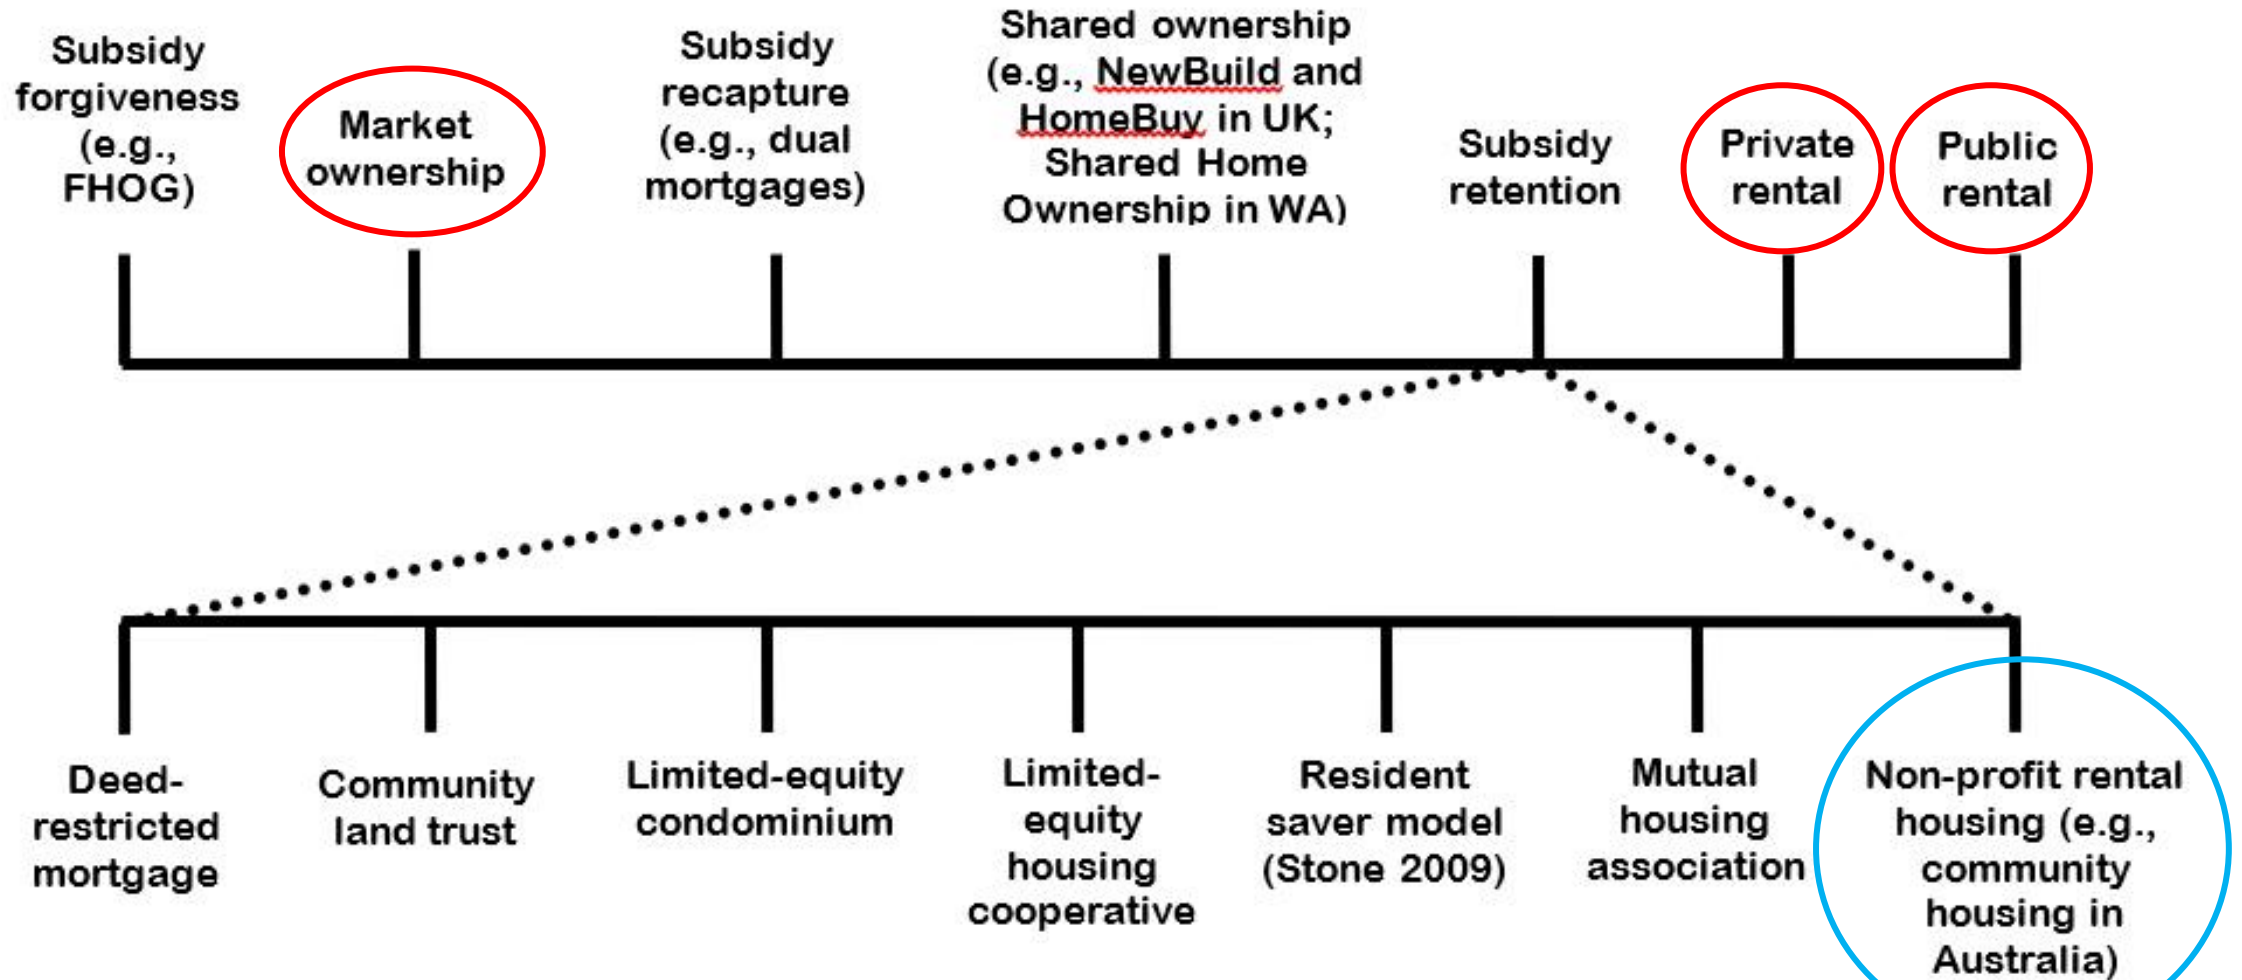 Subsidy
forgiveness
(e.g.,
FHOG)
Market
ownership
Subsidy
recapture
(e.g., dual
mortgages)
Shared ownership
(e.g., NewBuild and
HomeBuy in UK;
Shared Home
Ownership in WA)
Subsidy
retention
Private
rental
Public
rental
Deed-
restricted
mortgage
Community
land trust
Limited-equity
condominium
Limited-
equity
housing
cooperative
Resident
saver model
(Stone 2009)
Mutual
housing
association
Non-profit rental
housing (e.g.,
community
housing in
Australia)